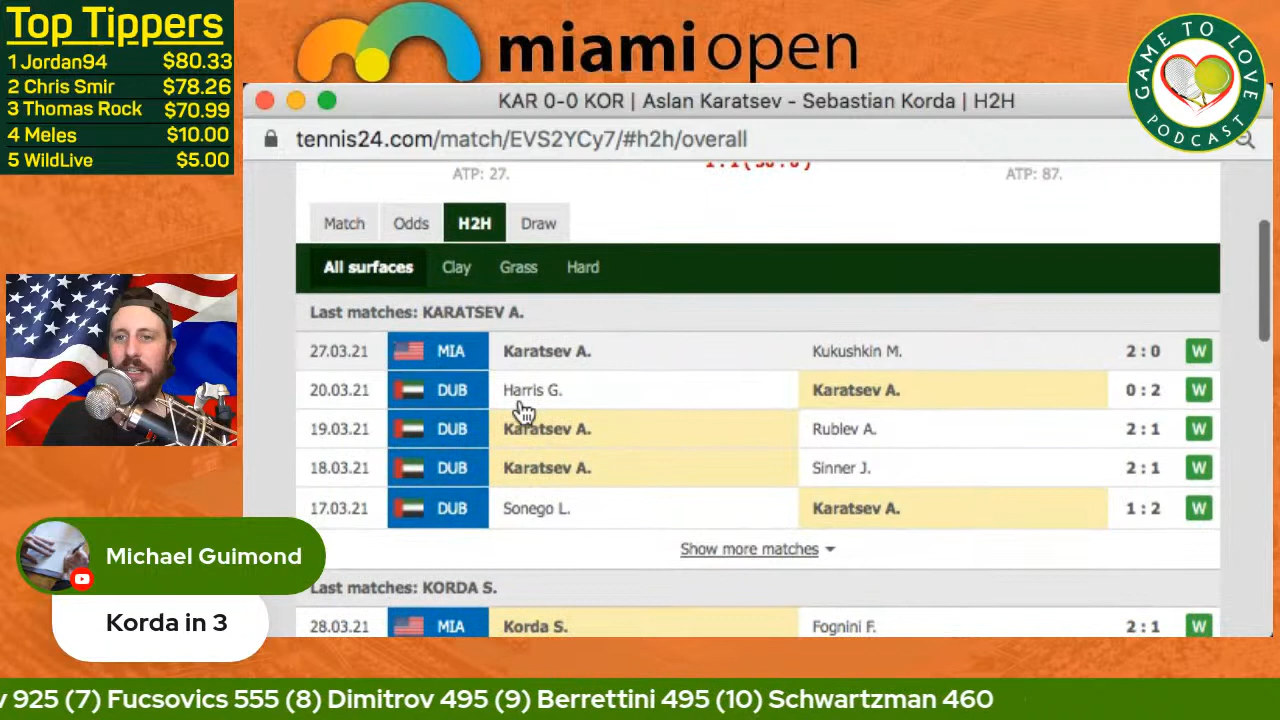 Top Tippers
1 Jordan94 $80.33
2 Chris Smir $78.26
3 Thomas Rock $70.99
4 Meles $10.00
5 WildLive $5.00
miami open
GAME TO LOVE
PODCAST
KAR 0-0 KOR | Aslan Karatsev - Sebastian Korda | H2H
tennis24.com/match/EVS2YCy7/#h2h/overall
ATP: 27. ATP: 87.
Match Odds H2H Draw
All surfaces Clay Grass Hard
Last matches: KARATSEV A.
27.03.21 MIA Karatsev A. Kukushkin M. 2 : 0 W
20.03.21 DUB Harris G. Karatsev A. 0 : 2 W
19.03.21 DUB Karatsev A. Rublev A. 2 : 1 W
18.03.21 DUB Karatsev A. Sinner J. 2 : 1 W
17.03.21 DUB Sonego L. Karatsev A. 1 : 2 W
Show more matches
Last matches: KORDA S.
28.03.21 MIA Korda S. Fognini F. 2 : 1 W
Michael Guimond
Korda in 3
v 925 (7) Fucsovics 555 (8) Dimitrov 495 (9) Berrettini 495 (10) Schwartzman 460